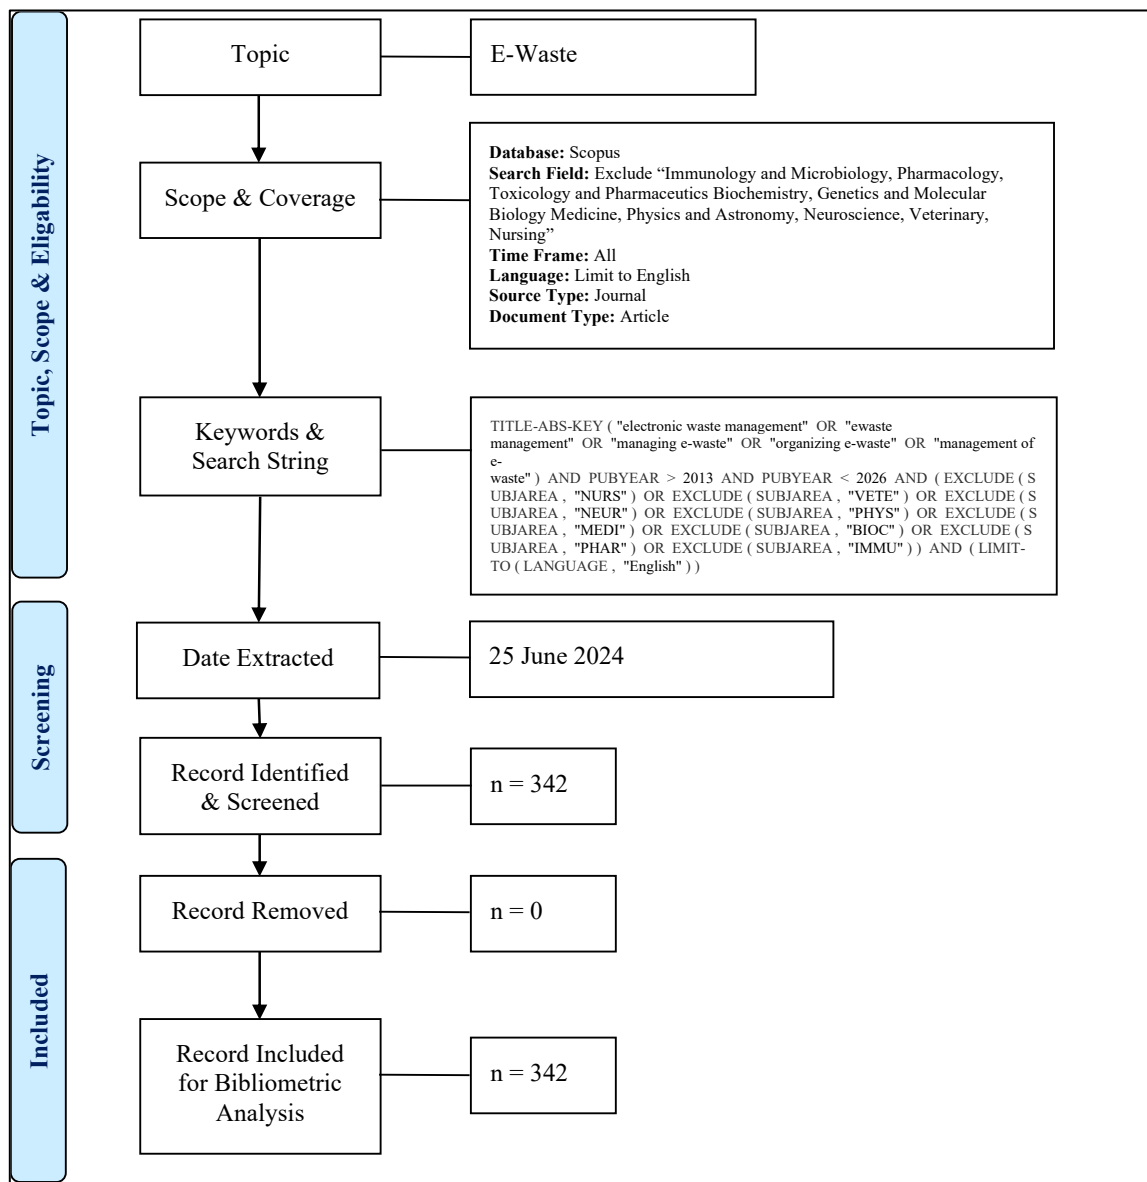 Topic, Scope & Eligability
Topic
E-Waste
Scope & Coverage
Database: Scopus
Search Field: Exclude “Immunology and Microbiology, Pharmacology,
Toxicology and Pharmaceutics Biochemistry, Genetics and Molecular
Biology Medicine, Physics and Astronomy, Neuroscience, Veterinary,
Nursing”
Time Frame: All
Language: Limit to English
Source Type: Journal
Document Type: Article
Keywords &
Search String
TITLE-ABS-KEY ( "electronic waste management" OR "ewaste
management" OR "managing e-waste" OR "organizing e-waste" OR "management of
e-
waste" ) AND PUBYEAR > 2013 AND PUBYEAR < 2026 AND ( EXCLUDE ( S
UBJAREA , "NURS" ) OR EXCLUDE ( SUBJAREA , "VETE" ) OR EXCLUDE ( S
UBJAREA , "NEUR" ) OR EXCLUDE ( SUBJAREA , "PHYS" ) OR EXCLUDE ( S
UBJAREA , "MEDI" ) OR EXCLUDE ( SUBJAREA , "BIOC" ) OR EXCLUDE ( S
UBJAREA , "PHAR" ) OR EXCLUDE ( SUBJAREA , "IMMU" ) ) AND ( LIMIT-
TO ( LANGUAGE , "English" ) )
Screening
Date Extracted
25 June 2024
Record Identified
& Screened
n = 342
Included
Record Removed
n = 0
Record Included
for Bibliometric
Analysis
n = 342